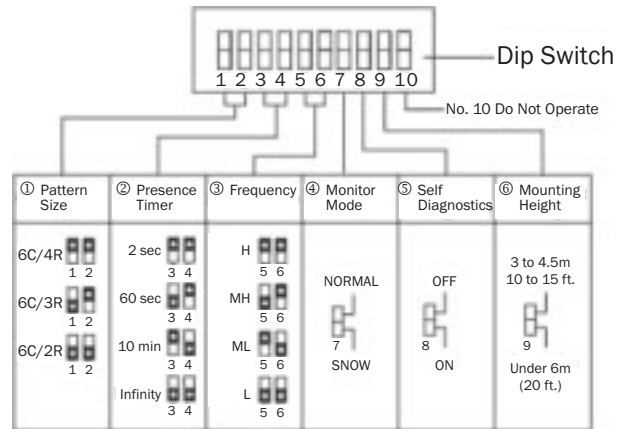 1 2 3 4 5 6 7 8 9 10
Dip Switch
No. 10 Do Not Operate
① Pattern
Size
② Presence
Timer
③ Frequency
④ Monitor
Mode
⑤ Self
Diagnostics
⑥ Mounting
Height
6C/4R
1 2
6C/3R
1 2
6C/2R
1 2
2 sec
3 4
60 sec
3 4
10 min
3 4
Infinity
3 4
H
5 6
MH
5 6
ML
5 6
L
5 6
NORMAL
7
SNOW
OFF
8
ON
3 to 4.5m
10 to 15 ft.
9
Under 6m
(20 ft.)